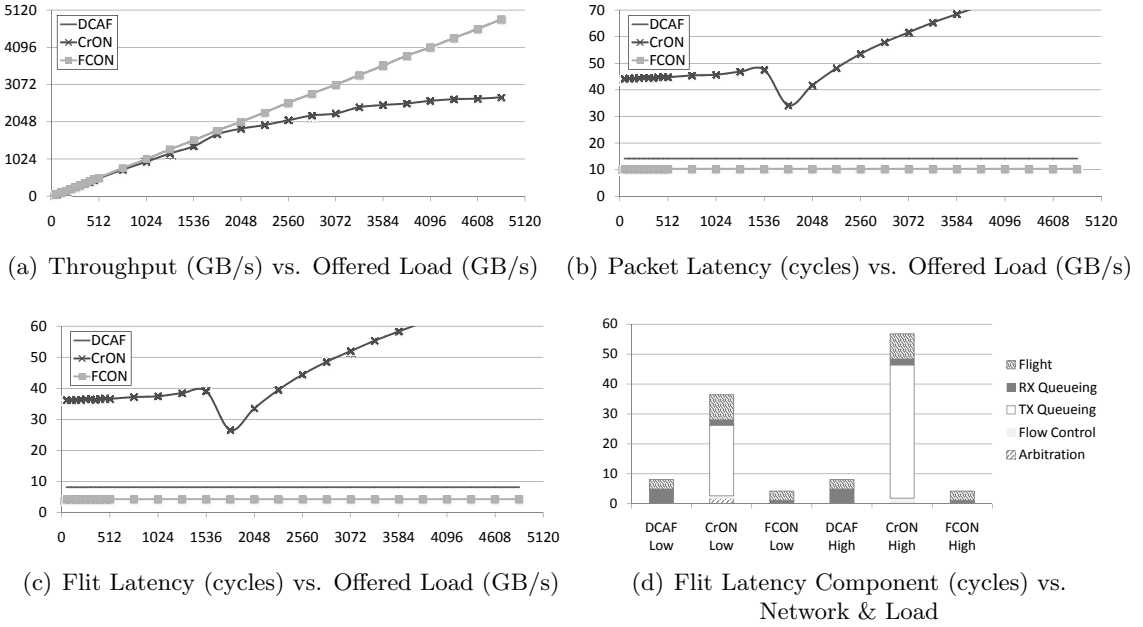 5120
4096
3072
2048
1024
0
DCAF
CrON
FCON
0 512 1024 1536 2048 2560 3072 3584 4096 4608 5120
(a) Throughput (GB/s) vs. Offered Load (GB/s)
70
60
50
40
30
20
10
0
DCAF
CrON
FCON
0 512 1024 1536 2048 2560 3072 3584 4096 4608 5120
(b) Packet Latency (cycles) vs. Offered Load (GB/s)
60
50
40
30
20
10
0
DCAF
CrON
FCON
0 512 1024 1536 2048 2560 3072 3584 4096 4608 5120
(c) Flit Latency (cycles) vs. Offered Load (GB/s)
60
50
40
30
20
10
0
DCAF CrON FCON DCAF CrON FCON
Low Low Low High High High
Flight
RX Queueing
TX Queueing
Flow Control
Arbitration
(d) Flit Latency Component (cycles) vs.
Network & Load